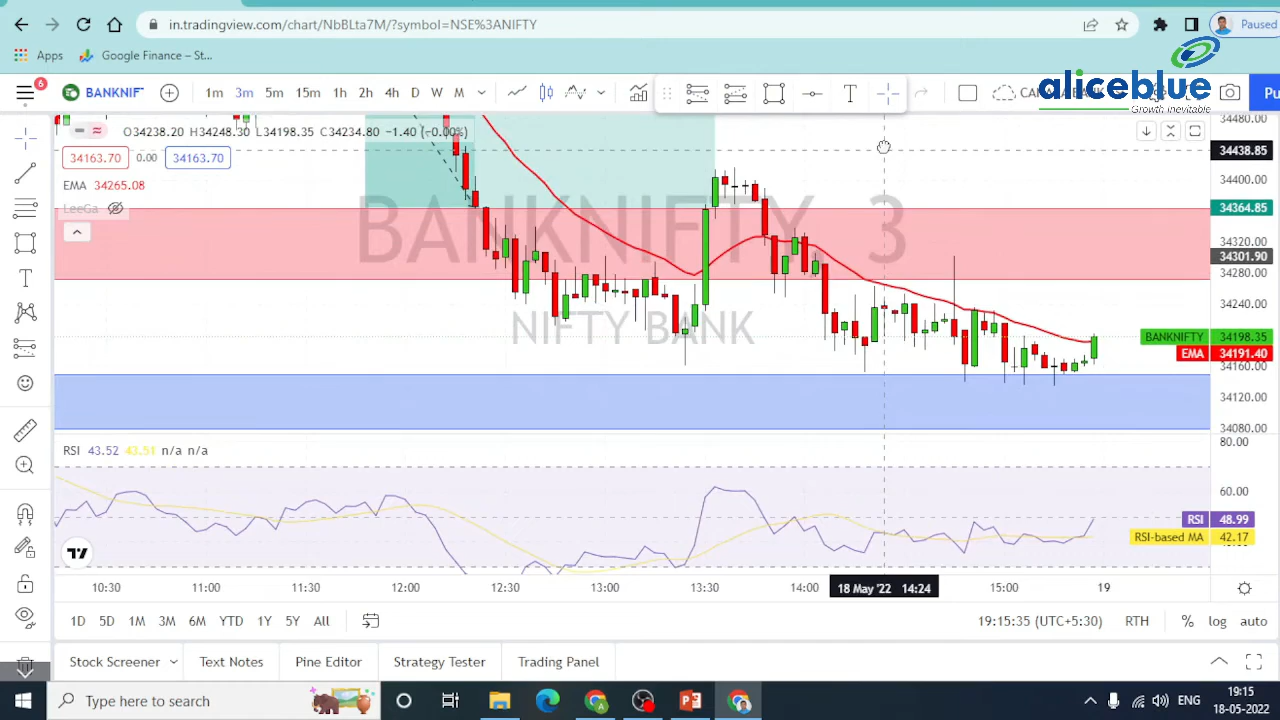 in.tradingview.com/chart/NbBLta7M/?symbol=NSE%3ANIFTY
Paused
Apps
Google Finance – St...
aliceblue
Growth inevitable
6
BANKNIF
1m 3m 5m 15m 1h 2h 4h D W M
Pu
O34238.20 H34248.30 L34198.35 C34234.80 −1.40 (−0.00%)
34163.70 0.00 34163.70
EMA 34265.08
LeeGa
BANKNIFTY 3
NIFTY BANK
34480.00
34438.85
34400.00
34364.85
34320.00
34301.90
34280.00
34240.00
BANKNIFTY 34198.35
EMA 34191.40
34160.00
34120.00
34080.00
RSI 43.52 43.51 n/a n/a
80.00
60.00
RSI 48.99
RSI-based MA 42.17
10:30 11:00 11:30 12:00 12:30 13:00 13:30 14:00 18 May '22 14:24 15:00 19
1D 5D 1M 3M 6M YTD 1Y 5Y All
19:15:35 (UTC+5:30) RTH % log auto
Stock Screener Text Notes Pine Editor Strategy Tester Trading Panel
Type here to search
ENG
19:15
18-05-2022